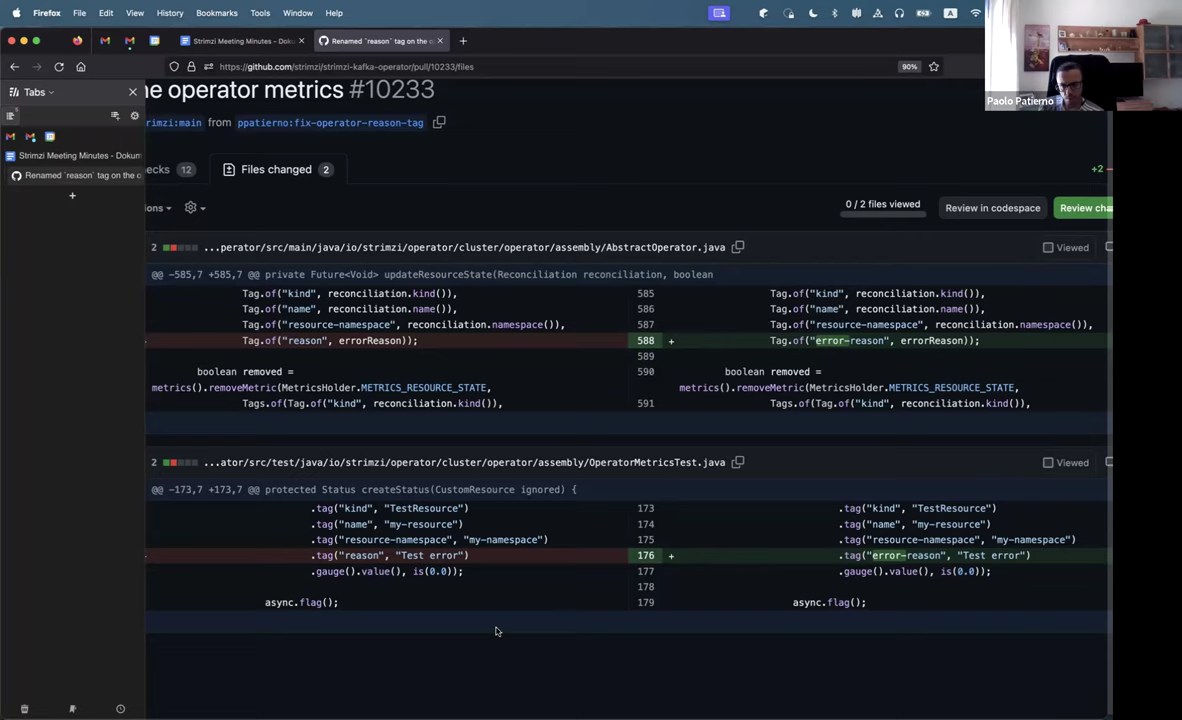 Firefox File Edit View History Bookmarks Tools Window Help A
Strimzi Meeting Minutes - Doku
Renamed `reason` tag on the op
https://github.com/strimzi/strimzi-kafka-operator/pull/10233/files
90%
Paolo Patierno
Tabs
Strimzi Meeting Minutes - Dokum
Renamed `reason` tag on the o
ne operator metrics #10233
rimzi:main from ppatierno:fix-operator-reason-tag
ecks 12 Files changed 2 +2
ions 0 / 2 files viewed Review in codespace Review cha
2 ...perator/src/main/java/io/strimzi/operator/cluster/operator/assembly/AbstractOperator.java Viewed
@@ -585,7 +585,7 @@ private Future<Void> updateResourceState(Reconciliation reconciliation, boolean
Tag.of("kind", reconciliation.kind()), 585 Tag.of("kind", reconciliation.kind()),
Tag.of("name", reconciliation.name()), 586 Tag.of("name", reconciliation.name()),
Tag.of("resource-namespace", reconciliation.namespace()), 587 Tag.of("resource-namespace", reconciliation.namespace()),
- Tag.of("reason", errorReason)); 588 + Tag.of("error-reason", errorReason));
589
boolean removed = 590 boolean removed =
metrics().removeMetric(MetricsHolder.METRICS_RESOURCE_STATE, metrics().removeMetric(MetricsHolder.METRICS_RESOURCE_STATE,
Tags.of(Tag.of("kind", reconciliation.kind()), 591 Tags.of(Tag.of("kind", reconciliation.kind()),
2 ...ator/src/test/java/io/strimzi/operator/cluster/operator/assembly/OperatorMetricsTest.java Viewed
@@ -173,7 +173,7 @@ protected Status createStatus(CustomResource ignored) {
.tag("kind", "TestResource") 173 .tag("kind", "TestResource")
.tag("name", "my-resource") 174 .tag("name", "my-resource")
.tag("resource-namespace", "my-namespace") 175 .tag("resource-namespace", "my-namespace")
- .tag("reason", "Test error") 176 + .tag("error-reason", "Test error")
.gauge().value(), is(0.0)); 177 .gauge().value(), is(0.0));
178
async.flag(); 179 async.flag();